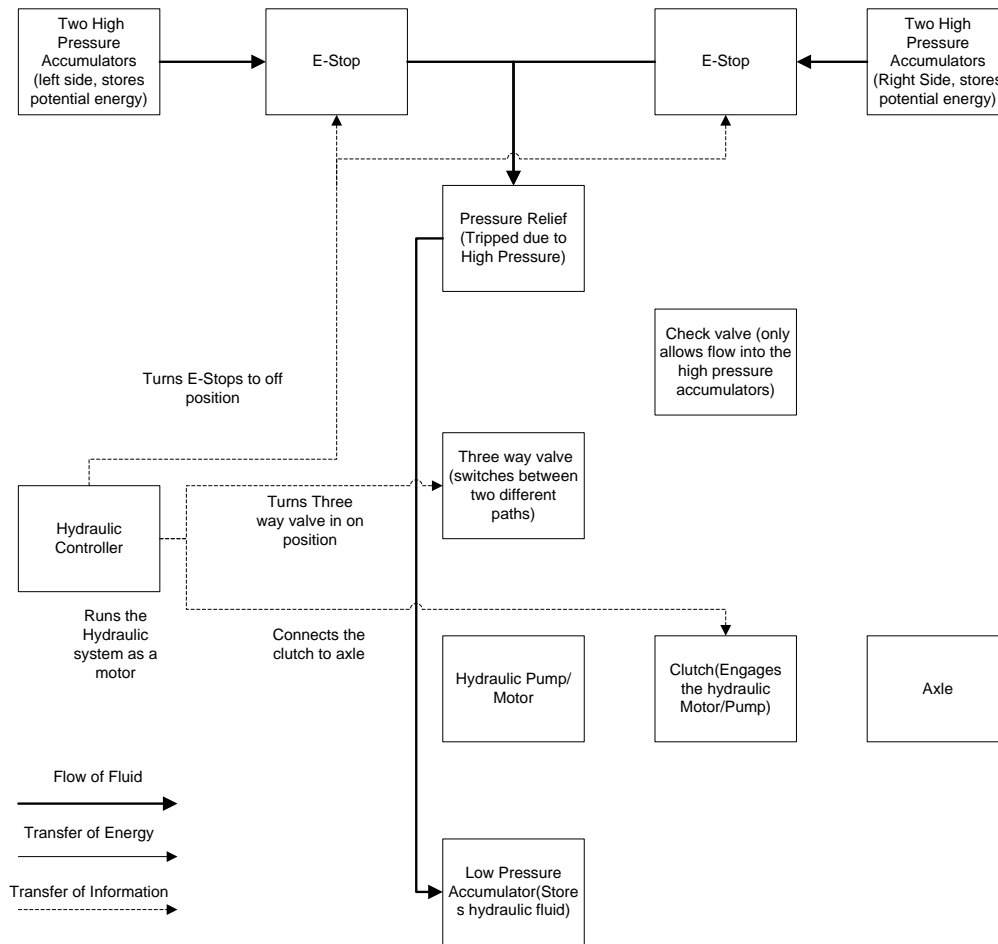 Two High
Pressure
Accumulators
(left side, stores
potential energy)
E-Stop
E-Stop
Two High
Pressure
Accumulators
(Right Side, stores
potential energy)
Pressure Relief
(Tripped due to
High Pressure)
Check valve (only
allows flow into the
high pressure
accumulators)
Turns E-Stops to off
position
Three way valve
(switches between
two different
paths)
Turns Three
way valve in on
position
Hydraulic
Controller
Runs the
Hydraulic
system as a
motor
Connects the
clutch to axle
Hydraulic Pump/
Motor
Clutch(Engages
the hydraulic
Motor/Pump)
Axle
Flow of Fluid
Transfer of Energy
Transfer of Information
Low Pressure
Accumulator(Store
s hydraulic fluid)